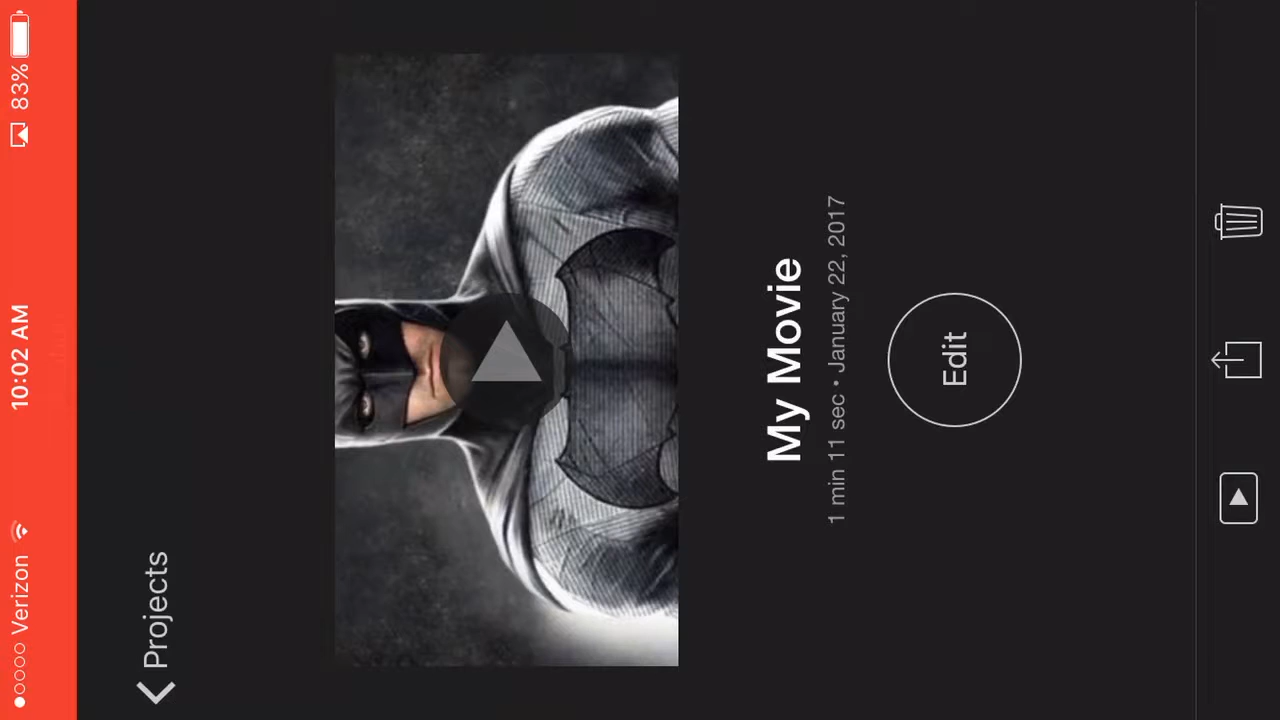 Verizon 10:02 AM 83%
Projects
My Movie
1 min 11 sec • January 22, 2017
Edit